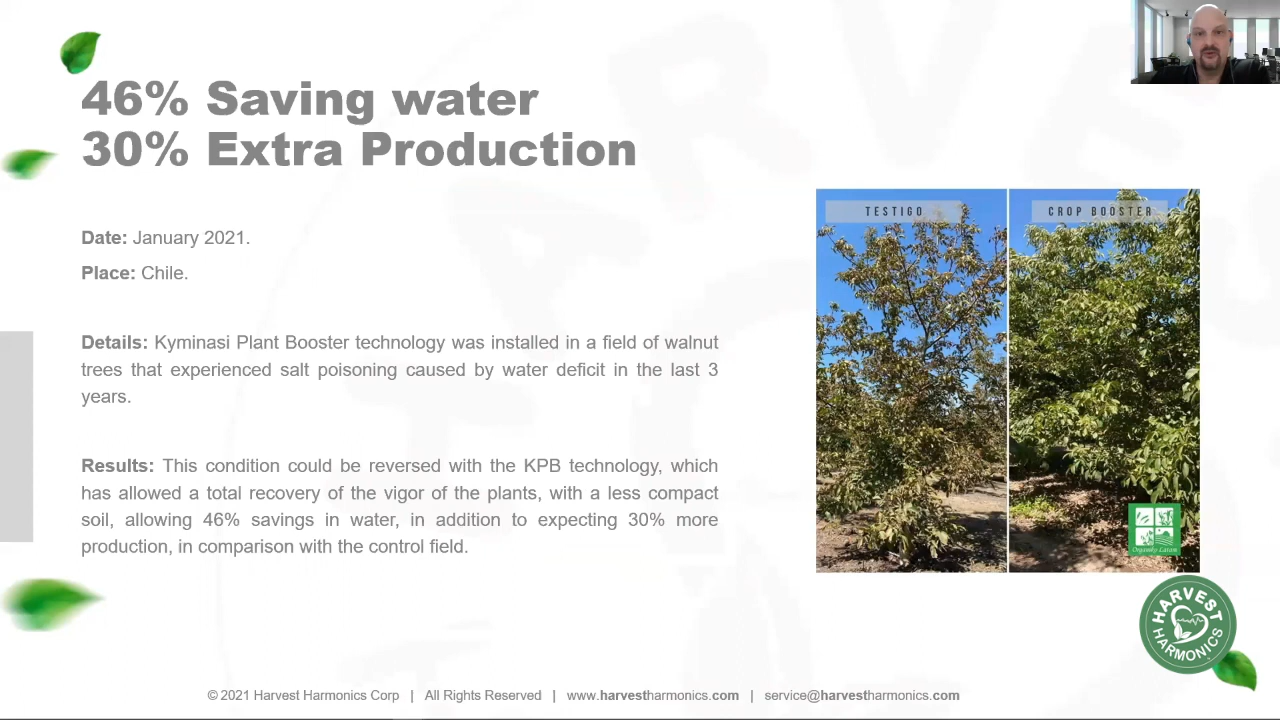 46% Saving water
30% Extra Production
Date: January 2021.
Place: Chile.
Details: Kyminasi Plant Booster technology was installed in a field of walnut
trees that experienced salt poisoning caused by water deficit in the last 3
years.
Results: This condition could be reversed with the KPB technology, which
has allowed a total recovery of the vigor of the plants, with a less compact
soil, allowing 46% savings in water, in addition to expecting 30% more
production, in comparison with the control field.
TESTIGO
CROP BOOSTER
Organsky Latam
HARVEST
HARMONICS
© 2021 Harvest Harmonics Corp | All Rights Reserved | www.harvestharmonics.com | service@harvestharmonics.com